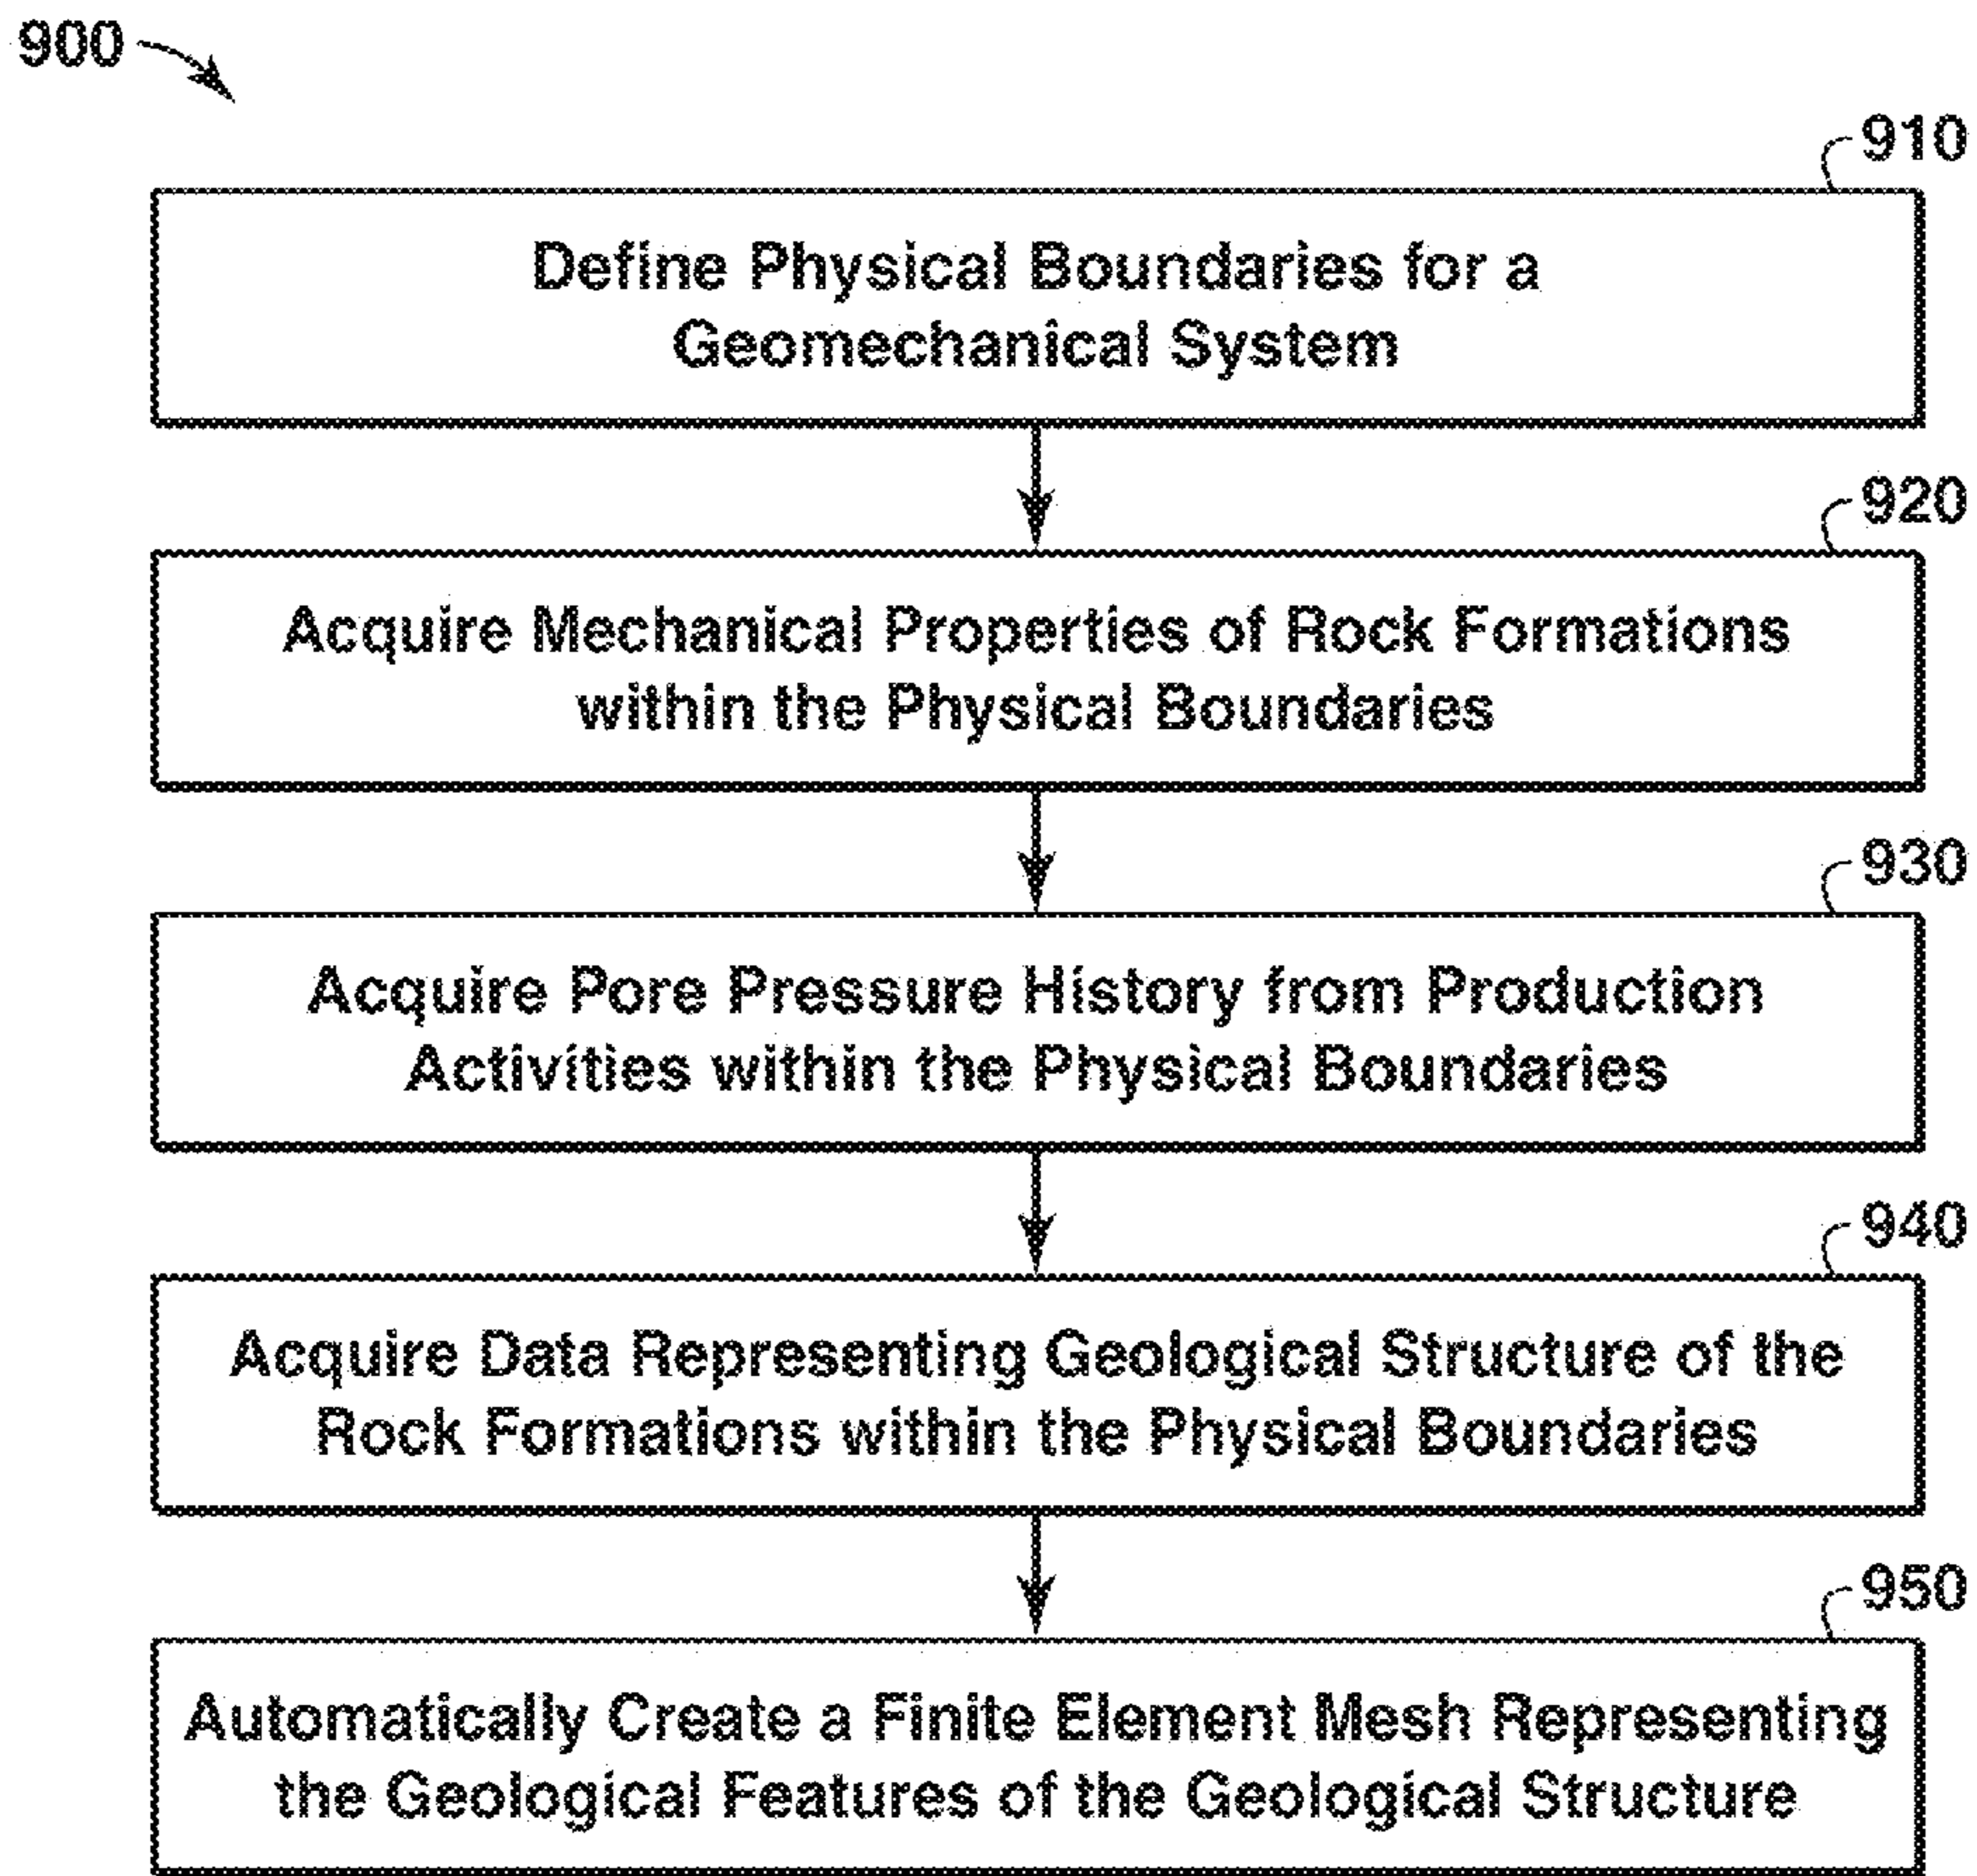 900
910
Define Physical Boundaries for a
Geomechanical System
920
Acquire Mechanical Properties of Rock Formations
within the Physical Boundaries
930
Acquire Pore Pressure History from Production
Activities within the Physical Boundaries
940
Acquire Data Representing Geological Structure of the
Rock Formations within the Physical Boundaries
950
Automatically Create a Finite Element Mesh Representing
the Geological Features of the Geological Structure